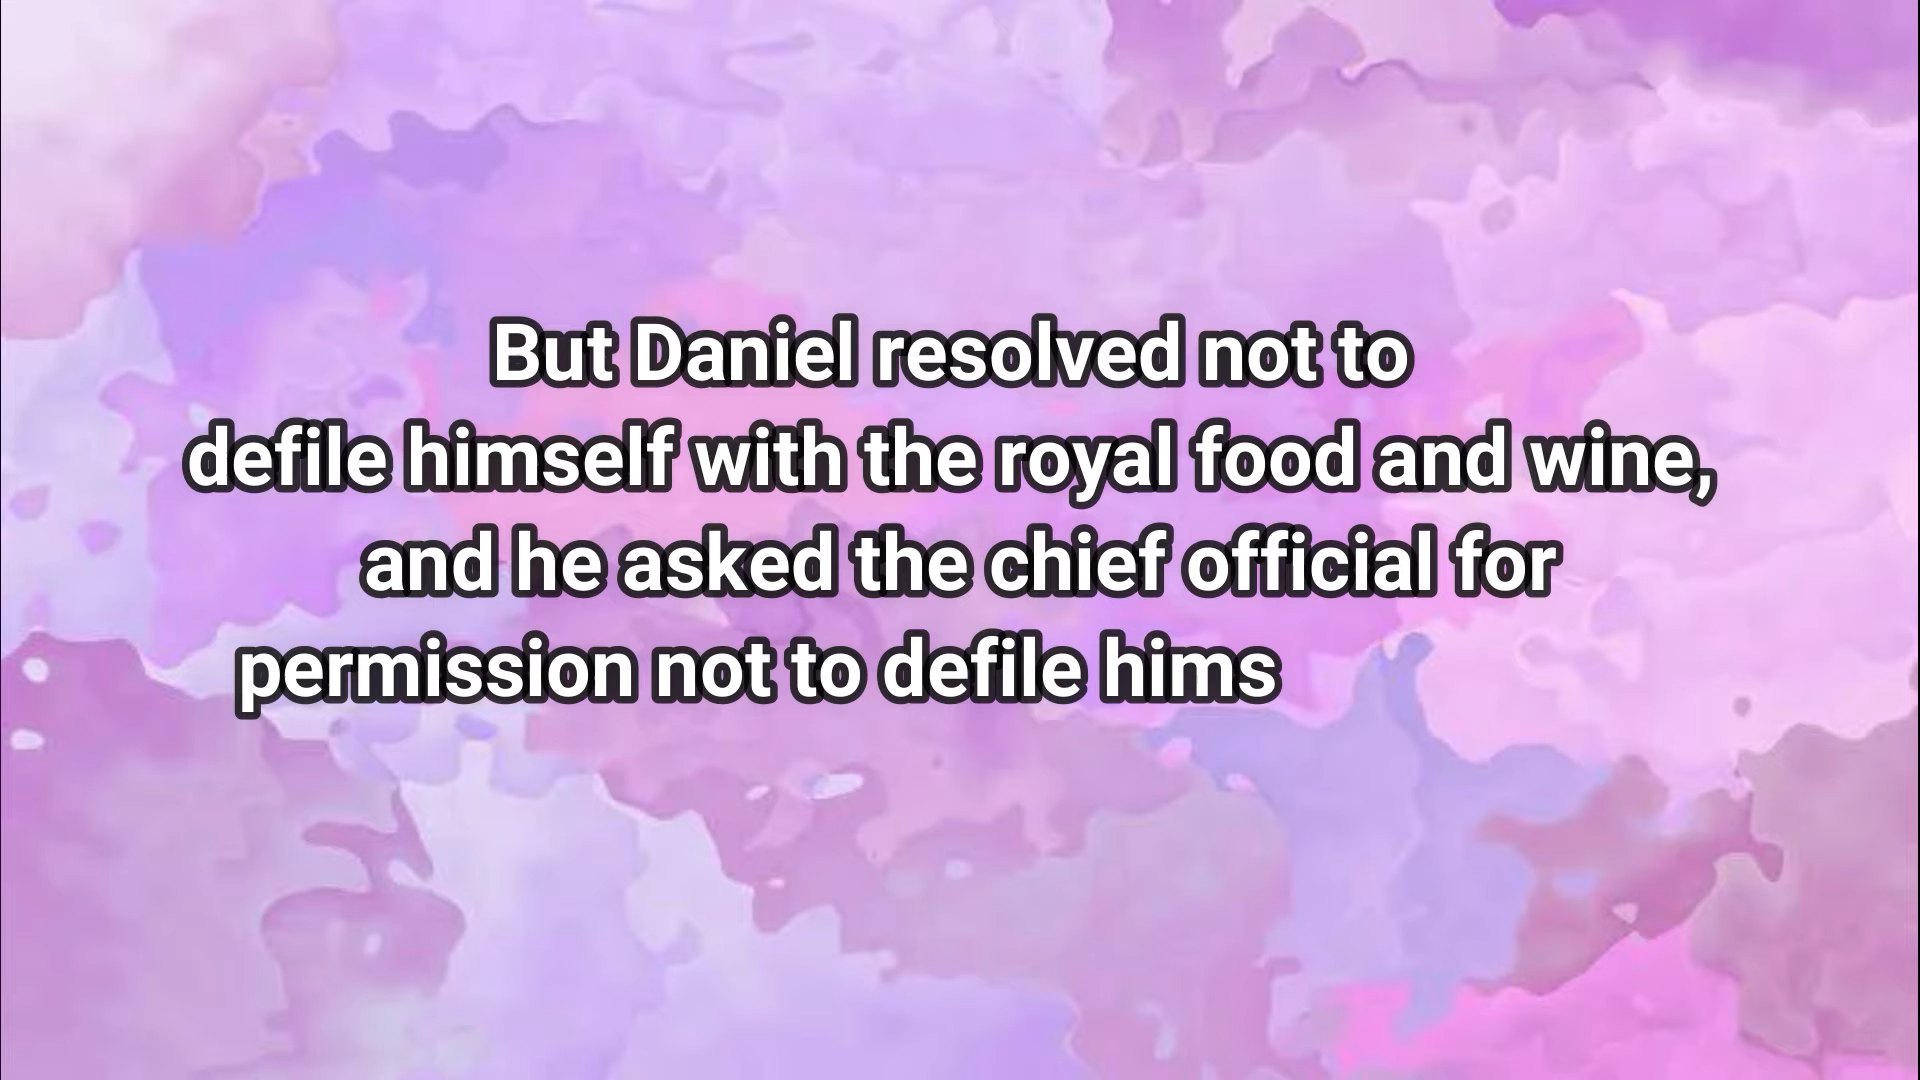 But Daniel resolved not to
defile himself with the royal food and wine,
and he asked the chief official for
permission not to defile hims